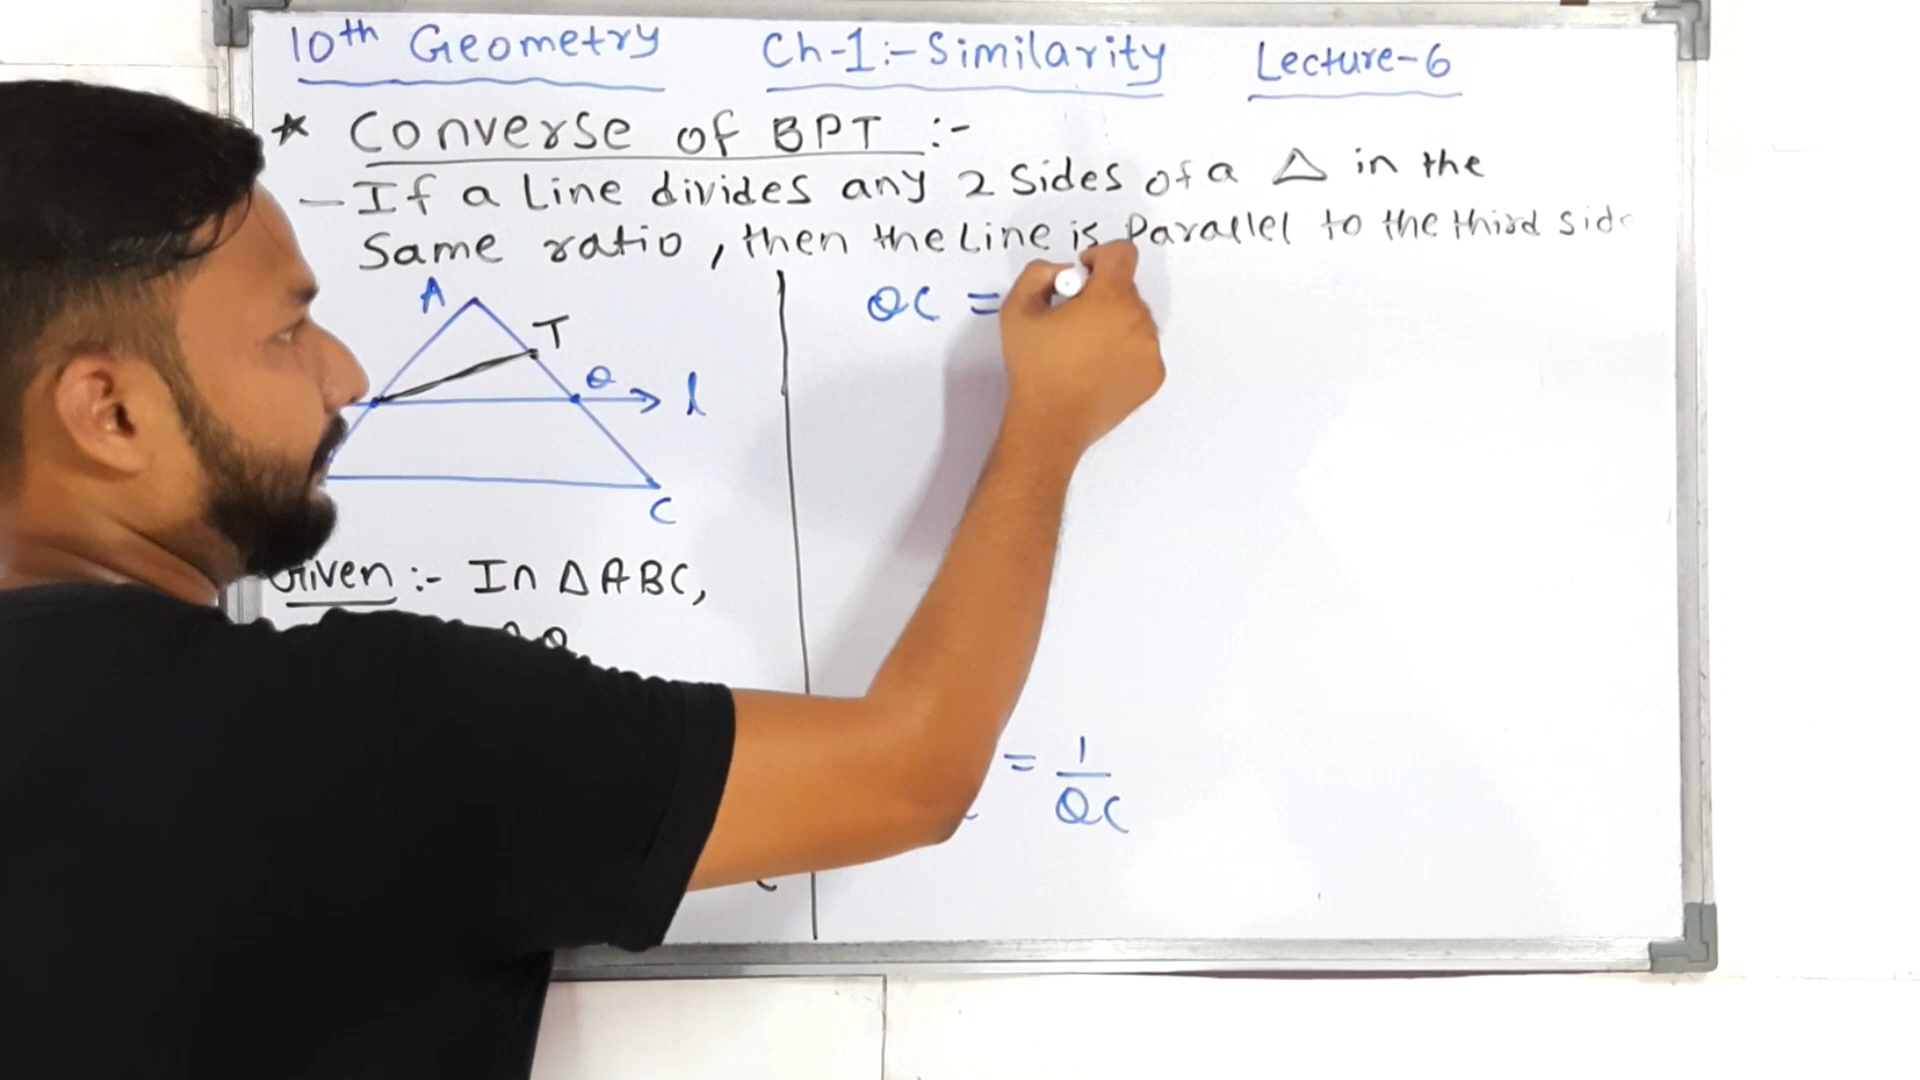 10th Geometry Ch-1:- Similarity Lecture-6
* Converse of BPT :-
- If a Line divides any 2 Sides of a △ in the
Same ratio, then the Line is Parallel to the third side
A
T
Q
l
C
Given :- In △ABC,
QC =
= 1/QC